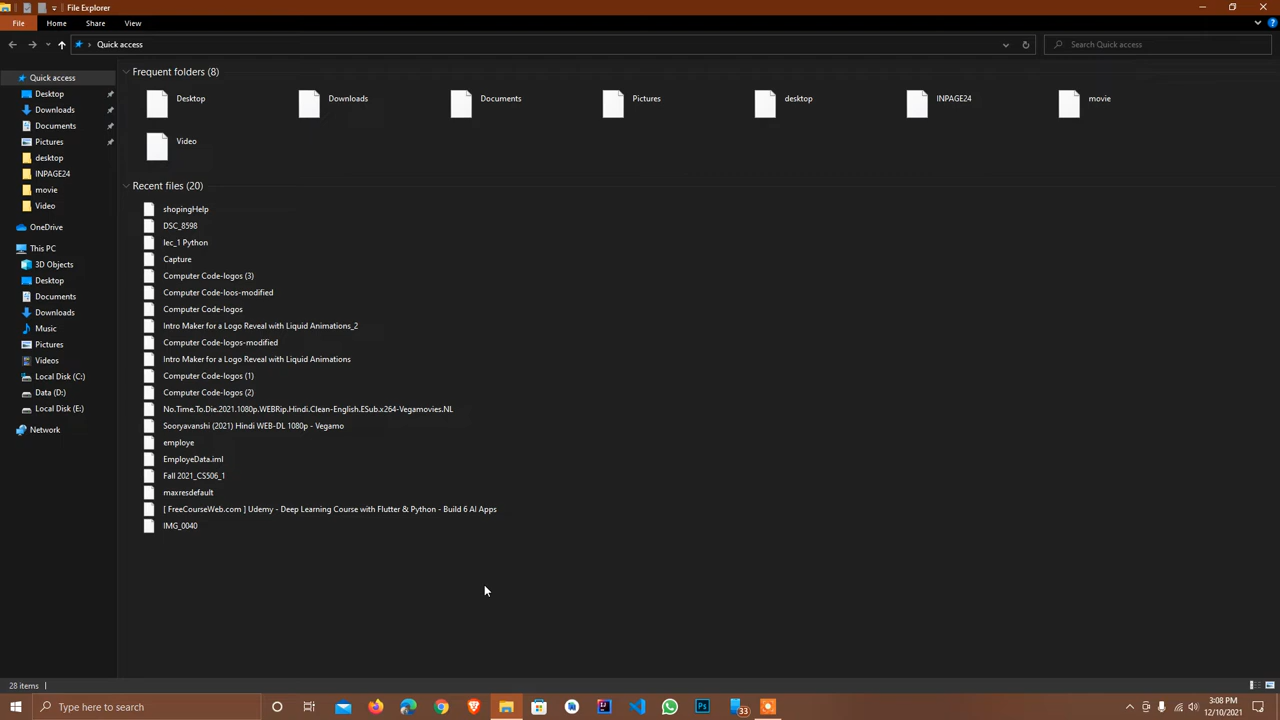 File Explorer
File Home Share View
Quick access Search Quick access
Quick access
Desktop
Downloads
Documents
Pictures
desktop
INPAGE24
movie
Video
OneDrive
This PC
3D Objects
Desktop
Documents
Downloads
Music
Pictures
Videos
Local Disk (C:)
Data (D:)
Local Disk (E:)
Network
Frequent folders (8)
Desktop Downloads Documents Pictures desktop INPAGE24 movie
Video
Recent files (20)
shopingHelp
DSC_8598
lec_1 Python
Capture
Computer Code-logos (3)
Computer Code-loos-modified
Computer Code-logos
Intro Maker for a Logo Reveal with Liquid Animations_2
Computer Code-logos-modified
Intro Maker for a Logo Reveal with Liquid Animations
Computer Code-logos (1)
Computer Code-logos (2)
No.Time.To.Die.2021.1080p.WEBRip.Hindi.Clean-English.ESub.x264-Vegamovies.NL
Sooryavanshi (2021) Hindi WEB-DL 1080p - Vegamo
employe
EmployeData.iml
Fall 2021_CS506_1
maxresdefault
[ FreeCourseWeb.com ] Udemy - Deep Learning Course with Flutter & Python - Build 6 AI Apps
IMG_0040
28 items
Type here to search
33
3:08 PM
12/10/2021